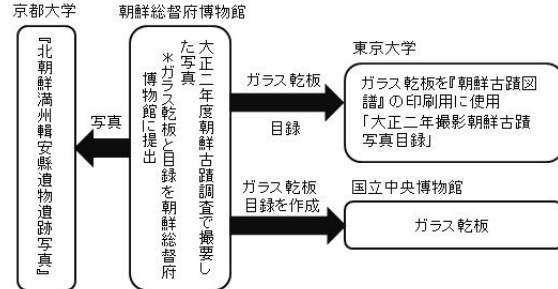 京都大学
『北朝鮮満州輯安縣遺物遺跡写真』
写真
朝鮮総督府博物館
大正二年度朝鮮古蹟調査で撮要し
た写真
＊ガラス乾板と目録を朝鮮総督府
博物館に提出
ガラス乾板
目録
東京大学
ガラス乾板を『朝鮮古蹟図
譜』の印刷用に使用
「大正二年撮影朝鮮古蹟
写真目録」
ガラス乾板
目録を作成
国立中央博物館
ガラス乾板